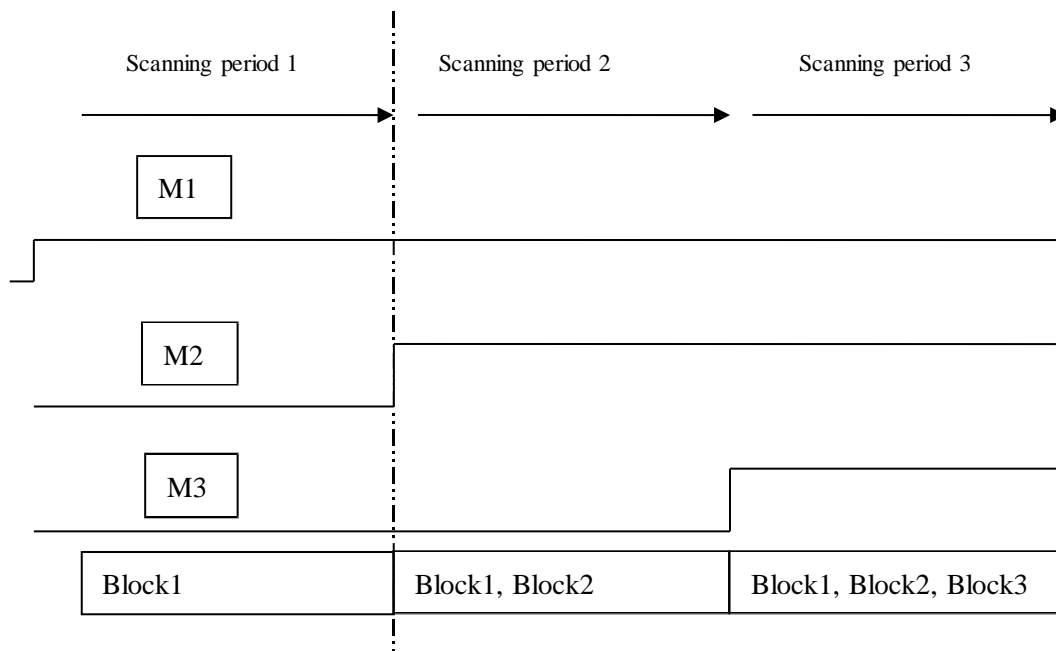 Scanning period 1
Scanning period 2
Scanning period 3
M1
M2
M3
Block1
Block1, Block2
Block1, Block2, Block3